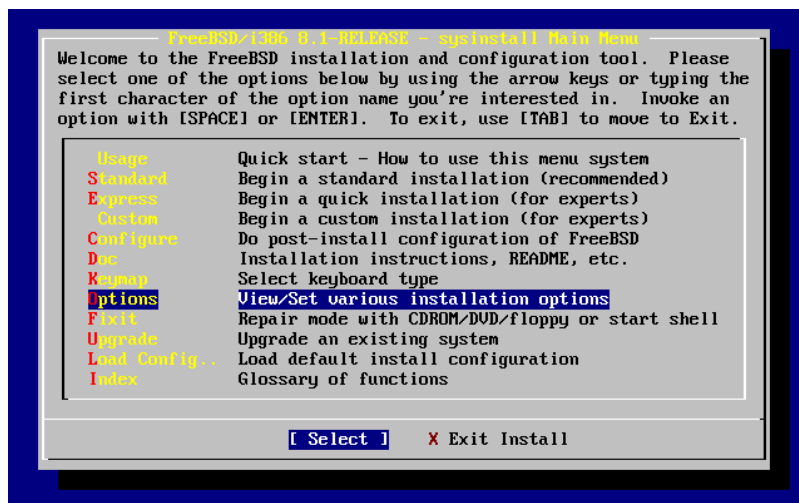 FreeBSD/i386 8.1-RELEASE - sysinstall Main Menu
Welcome to the FreeBSD installation and configuration tool.  Please
select one of the options below by using the arrow keys or typing the
first character of the option name you're interested in.  Invoke an
option with [SPACE] or [ENTER].  To exit, use [TAB] to move to Exit.
Usage Quick start - How to use this menu system
Standard Begin a standard installation (recommended)
Express Begin a quick installation (for experts)
Custom Begin a custom installation (for experts)
Configure Do post-install configuration of FreeBSD
Doc Installation instructions, README, etc.
Keymap Select keyboard type
Options View/Set various installation options
Fixit Repair mode with CDROM/DVD/floppy or start shell
Upgrade Upgrade an existing system
Load Config.. Load default install configuration
Index Glossary of functions
[ Select ] X Exit Install